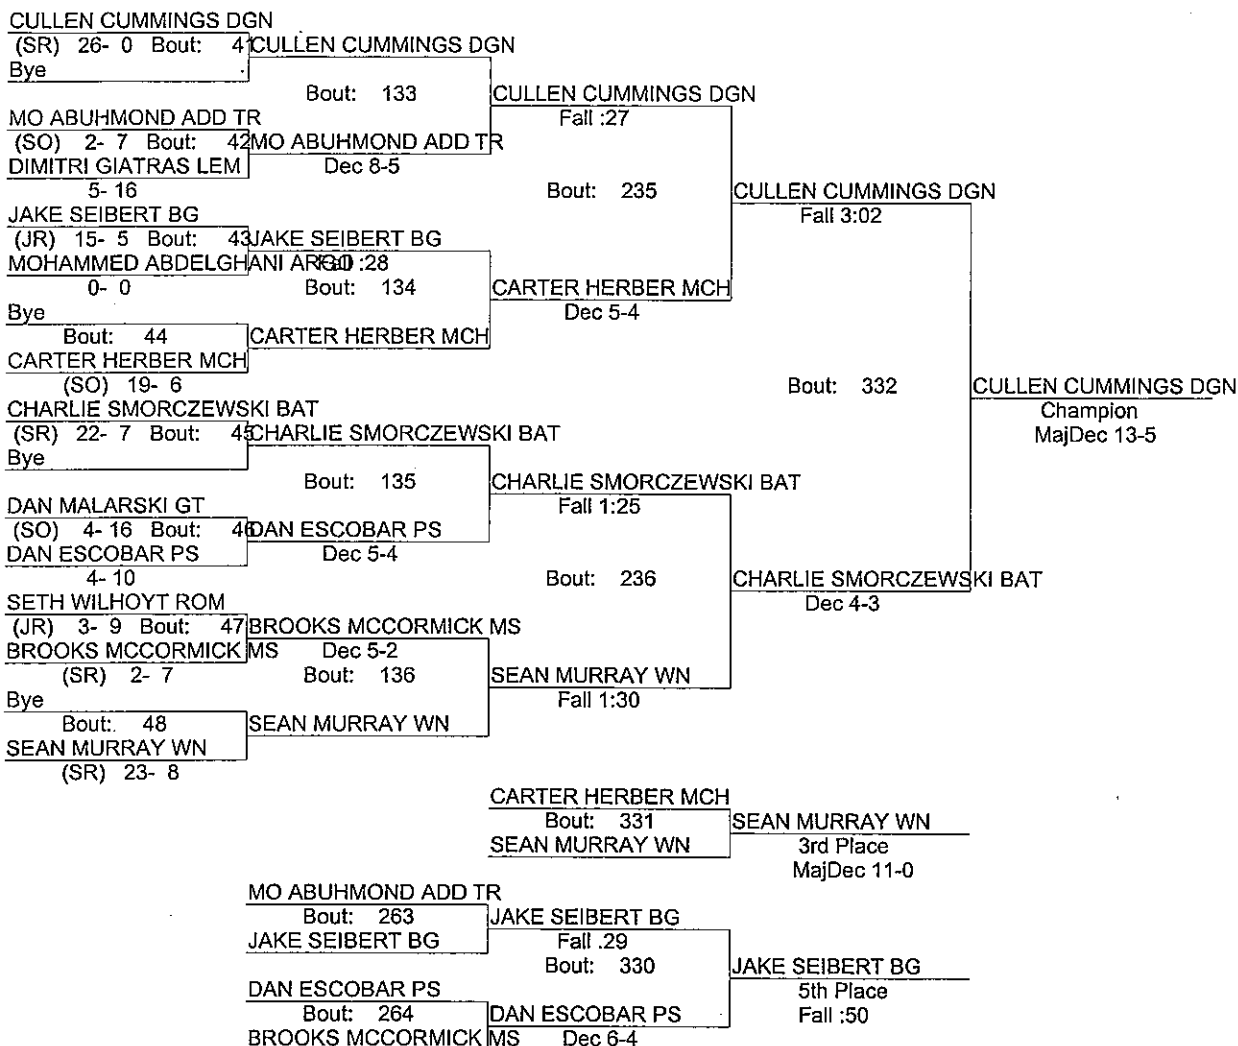 CULLEN CUMMINGS DGN
(SR) 26- 0 Bout: 41
CULLEN CUMMINGS DGN
Bye
Bout: 133
CULLEN CUMMINGS DGN
Fall :27
MO ABUHMOND ADD TR
(SO) 2- 7 Bout: 42
MO ABUHMOND ADD TR
DIMITRI GIATRAS LEM
Dec 8-5
5- 16
Bout: 235
CULLEN CUMMINGS DGN
Fall 3:02
JAKE SEIBERT BG
(JR) 15- 5 Bout: 43
JAKE SEIBERT BG
MOHAMMED ABDELGHANI ARGO
Fall :28
0- 0
Bout: 134
CARTER HERBER MCH
Dec 5-4
Bye
Bout: 44
CARTER HERBER MCH
CARTER HERBER MCH
(SO) 19- 6
Bout: 332
CULLEN CUMMINGS DGN
Champion
MajDec 13-5
CHARLIE SMORCZEWSKI BAT
(SR) 22- 7 Bout: 45
CHARLIE SMORCZEWSKI BAT
Bye
Bout: 135
CHARLIE SMORCZEWSKI BAT
Fall 1:25
DAN MALARSKI GT
(SO) 4- 16 Bout: 46
DAN ESCOBAR PS
DAN ESCOBAR PS
Dec 5-4
4- 10
Bout: 236
CHARLIE SMORCZEWSKI BAT
Dec 4-3
SETH WILHOYT ROM
(JR) 3- 9 Bout: 47
BROOKS MCCORMICK MS
BROOKS MCCORMICK MS
Dec 5-2
(SR) 2- 7
Bout: 136
SEAN MURRAY WN
Fall 1:30
Bye
Bout: 48
SEAN MURRAY WN
SEAN MURRAY WN
(SR) 23- 8
CARTER HERBER MCH
Bout: 331
SEAN MURRAY WN
SEAN MURRAY WN
3rd Place
MajDec 11-0
MO ABUHMOND ADD TR
Bout: 263
JAKE SEIBERT BG
JAKE SEIBERT BG
Fall .29
Bout: 330
JAKE SEIBERT BG
5th Place
Fall :50
DAN ESCOBAR PS
Bout: 264
DAN ESCOBAR PS
BROOKS MCCORMICK MS
Dec 6-4